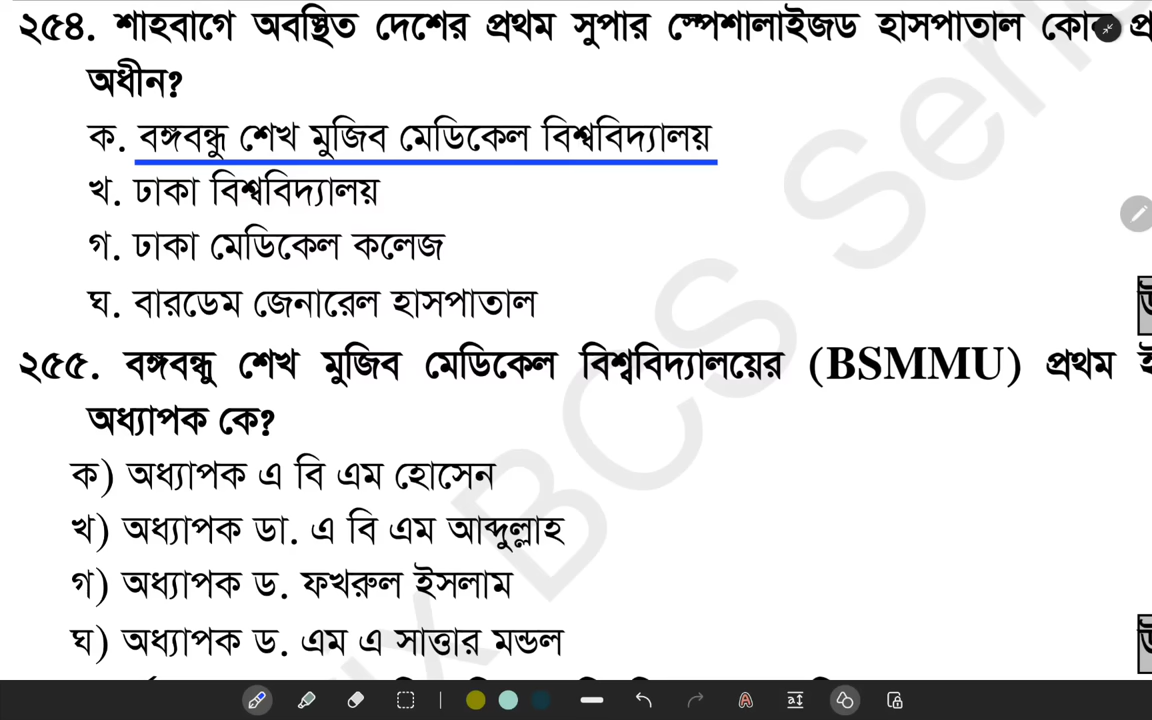 ২৫৪. শাহবাগে অবস্থিত দেশের প্রথম সুপার স্পেশালাইজড হাসপাতাল
অধীন?
ক. বঙ্গবন্ধু শেখ মুজিব মেডিকেল বিশ্ববিদ্যালয়
খ. ঢাকা বিশ্ববিদ্যালয়
গ. ঢাকা মেডিকেল কলেজ
ঘ. বারডেম জেনারেল হাসপাতাল
২৫৫. বঙ্গবন্ধু শেখ মুজিব মেডিকেল বিশ্ববিদ্যালয়ের (BSMMU) প্রথম
অধ্যাপক কে?
ক) অধ্যাপক এ বি এম হোসেন
খ) অধ্যাপক ডা. এ বি এম আব্দুল্লাহ
গ) অধ্যাপক ড. ফখরুল ইসলাম
ঘ) অধ্যাপক ড. এম এ সাত্তার মন্ডল
BCS